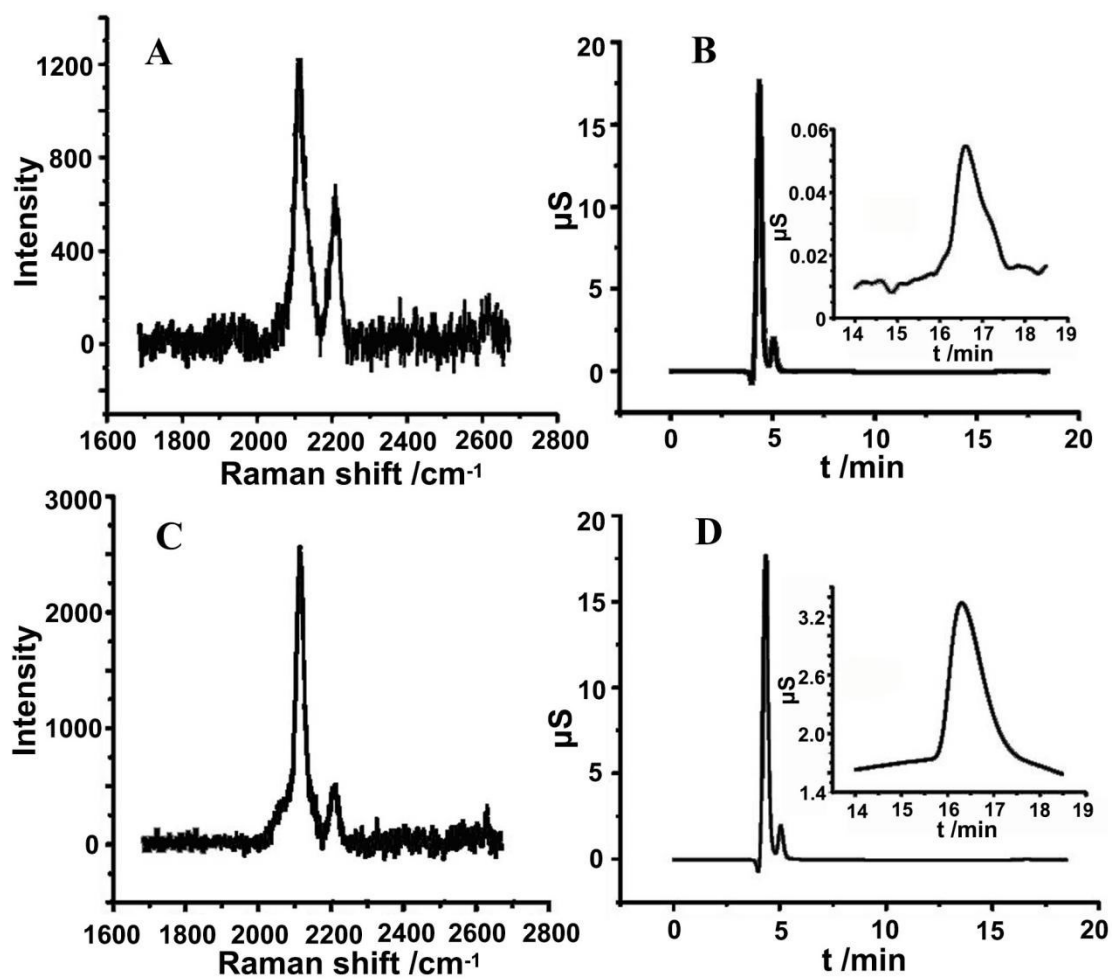 A
1200
800
400
0
Intensity
1600 1800 2000 2200 2400 2600 2800
Raman shift /cm-1
B
20
15
10
5
0
µS
0 5 10 15 20
t /min
0.06
0.04
0.02
0
µS
14 15 16 17 18 19
t /min
C
3000
2000
1000
0
Intensity
1600 1800 2000 2200 2400 2600 2800
Raman shift /cm-1
D
20
15
10
5
0
µS
0 5 10 15 20
t /min
3.2
2.6
2.0
1.4
µS
14 15 16 17 18 19
t /min